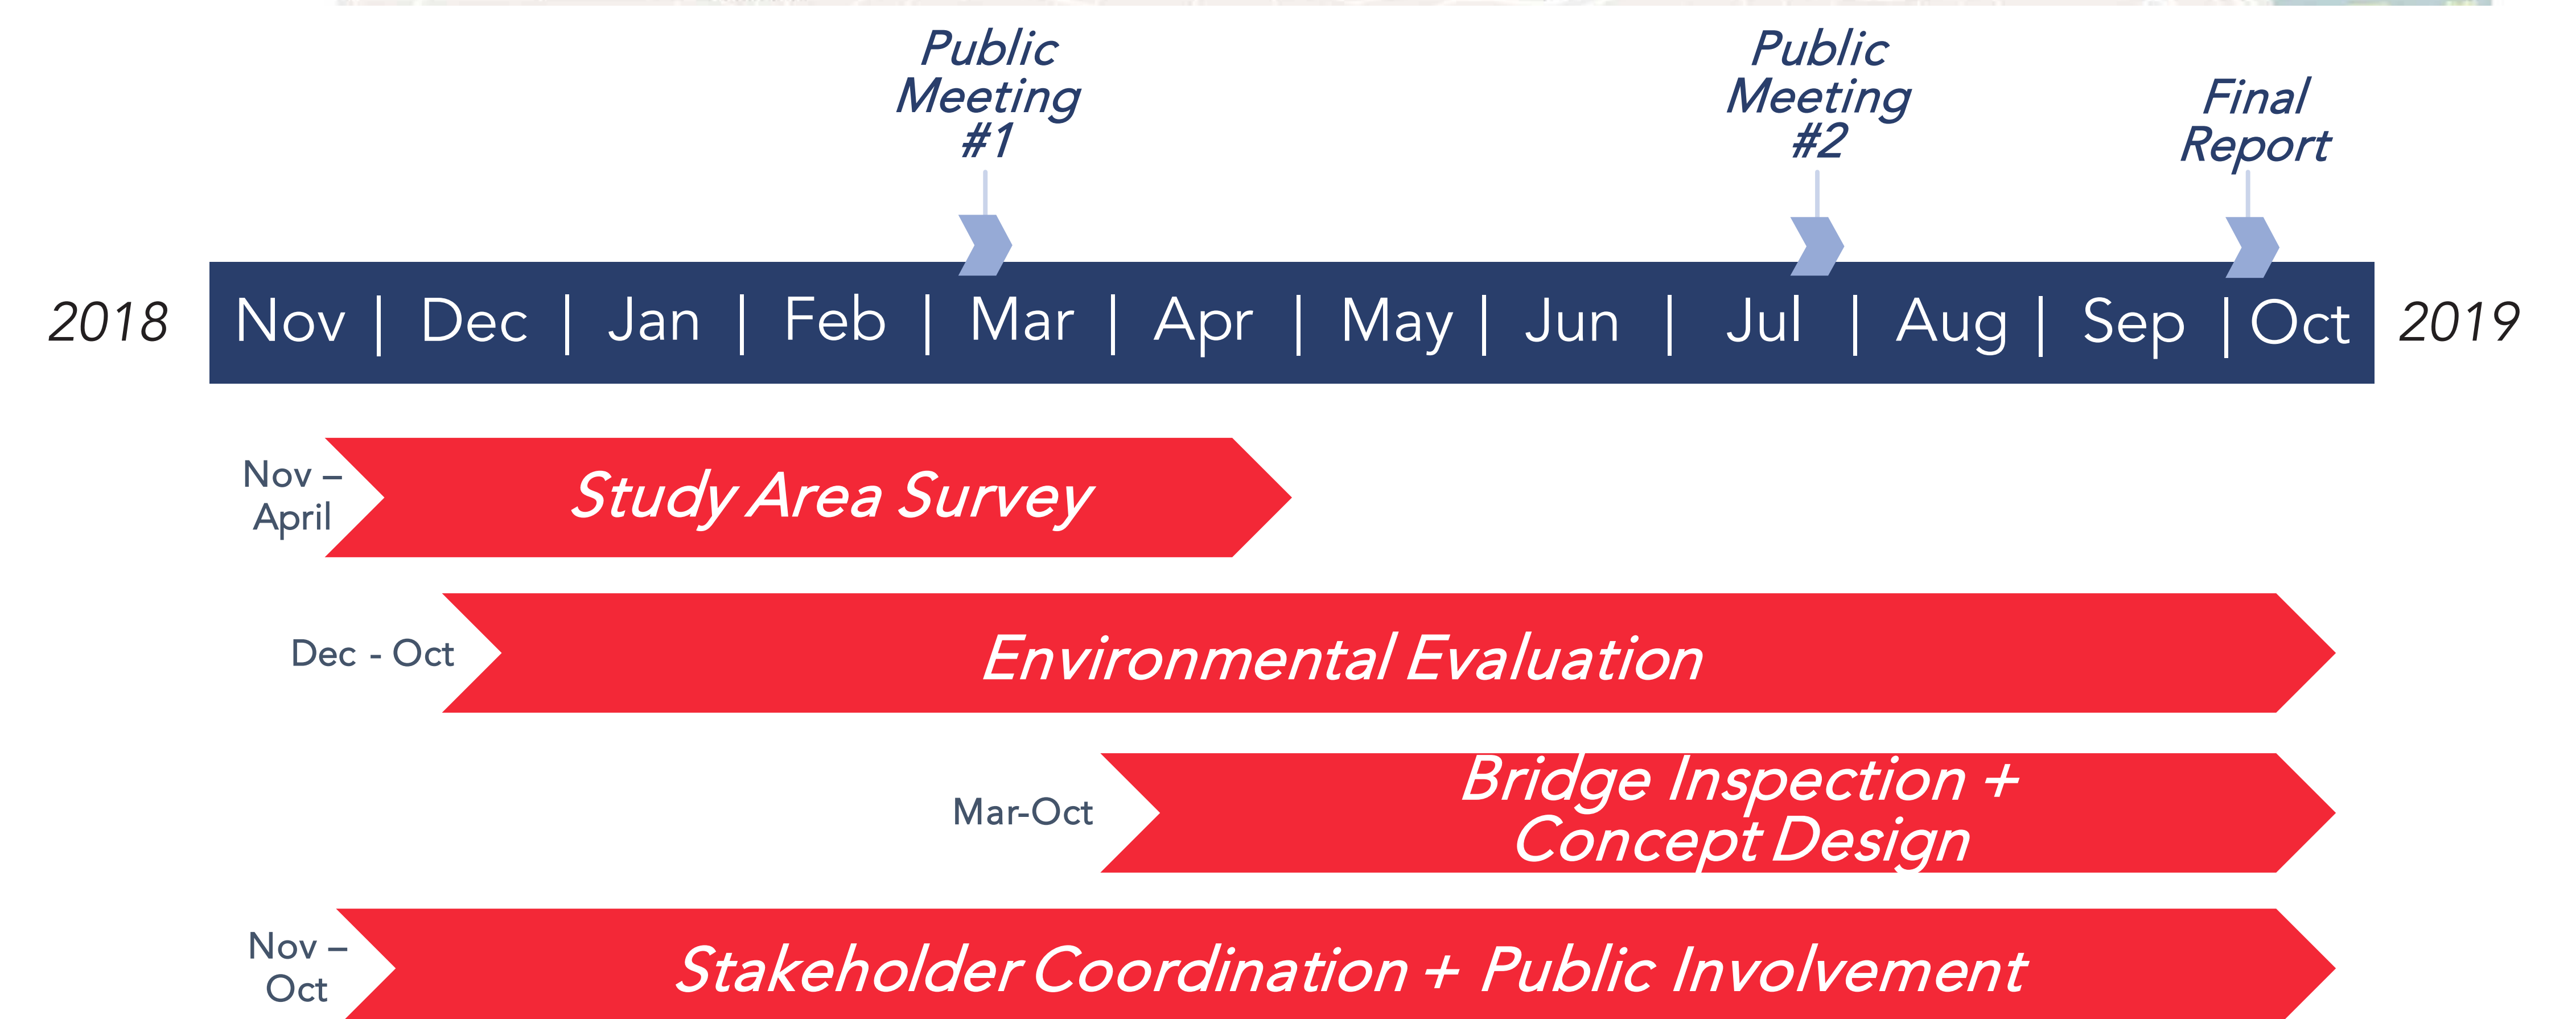 Public
Meeting
#1
Public
Meeting
#2
Final
Report
2018 Nov | Dec | Jan | Feb | Mar | Apr | May | Jun | Jul | Aug | Sep | Oct 2019
Nov –
April
Study Area Survey
Dec - Oct
Environmental Evaluation
Mar-Oct
Bridge Inspection +
Concept Design
Nov –
Oct
Stakeholder Coordination + Public Involvement